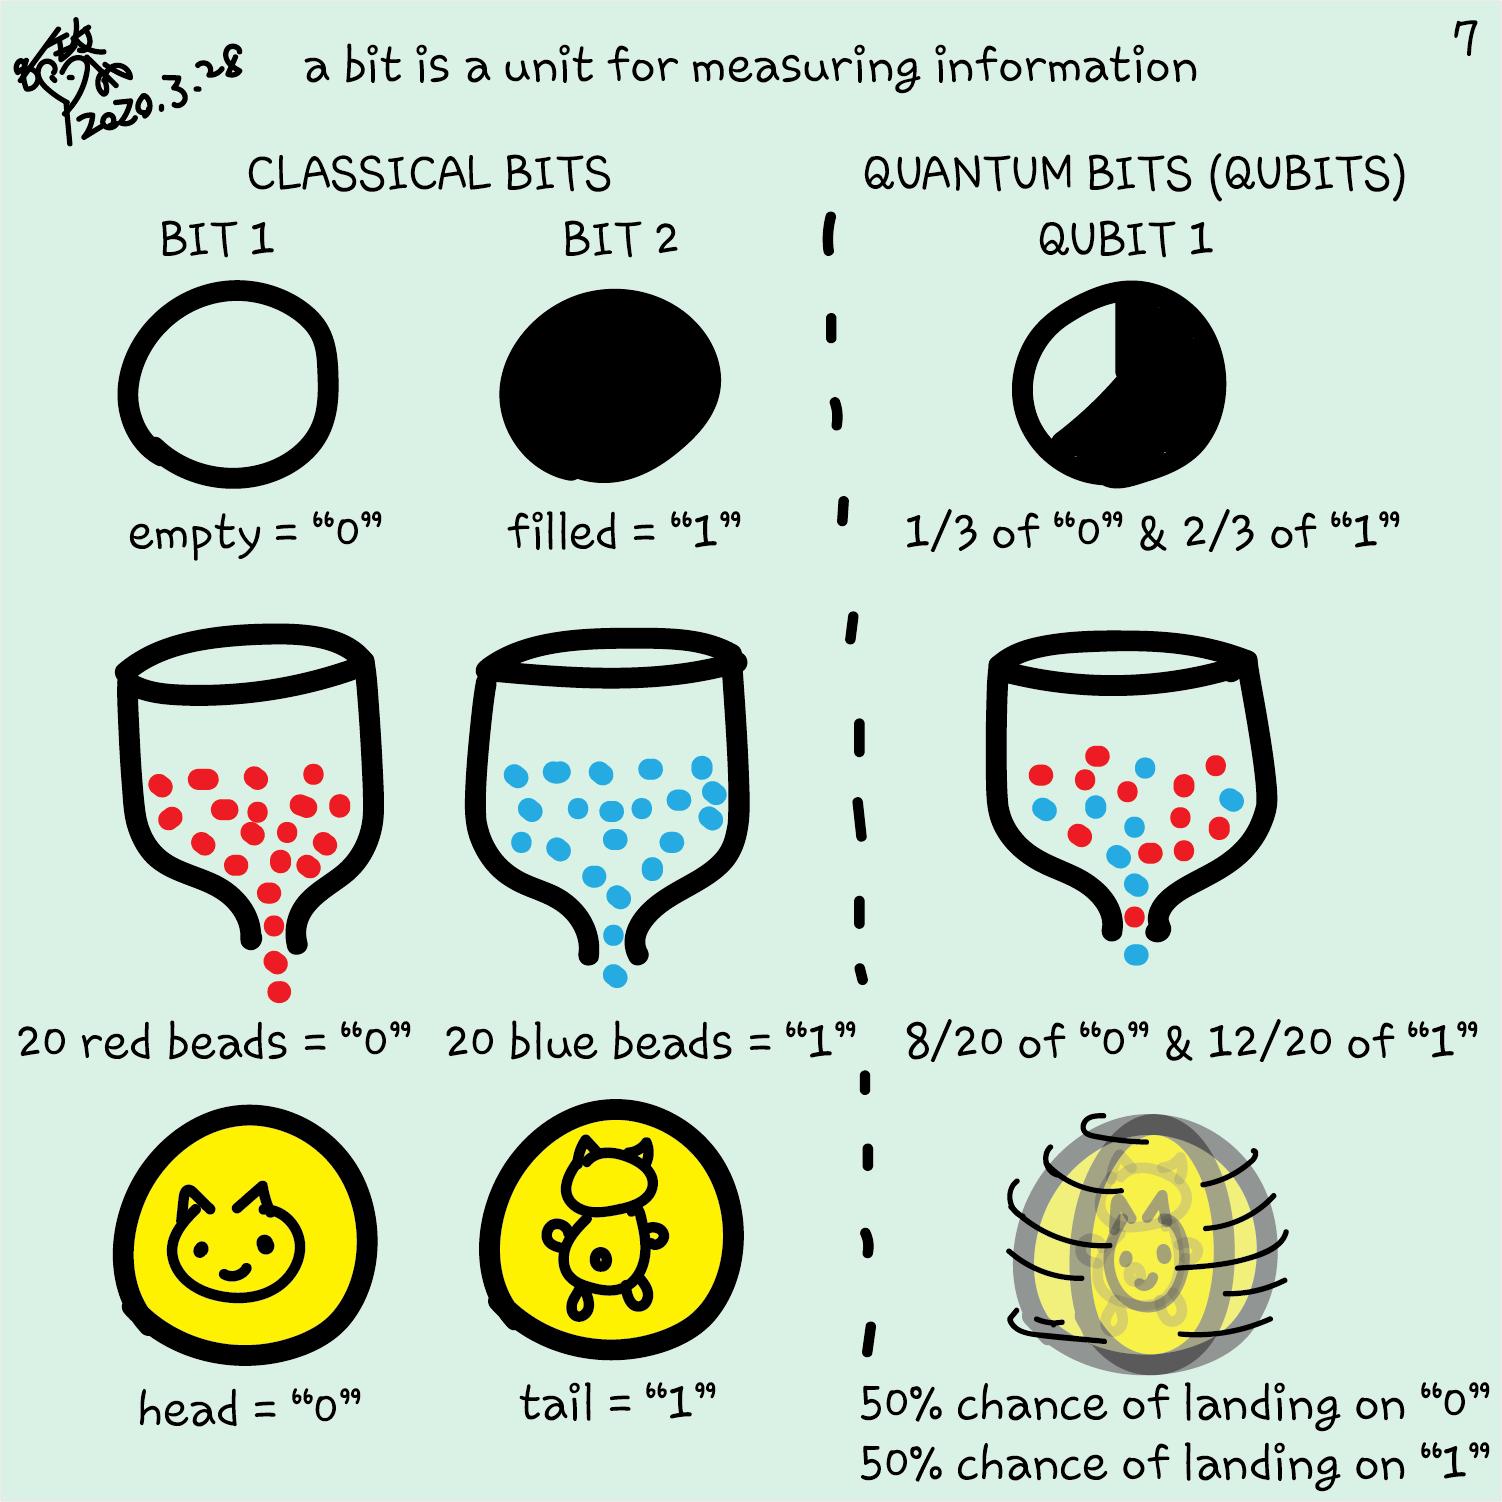 2020.3.28
a bit is a unit for measuring information
7
CLASSICAL BITS
QUANTUM BITS (QUBITS)
BIT 1
BIT 2
QUBIT 1
empty = “0”
filled = “1”
1/3 of “0” & 2/3 of “1”
20 red beads = “0”
20 blue beads = “1”
8/20 of “0” & 12/20 of “1”
head = “0”
tail = “1”
50% chance of landing on “0”
50% chance of landing on “1”